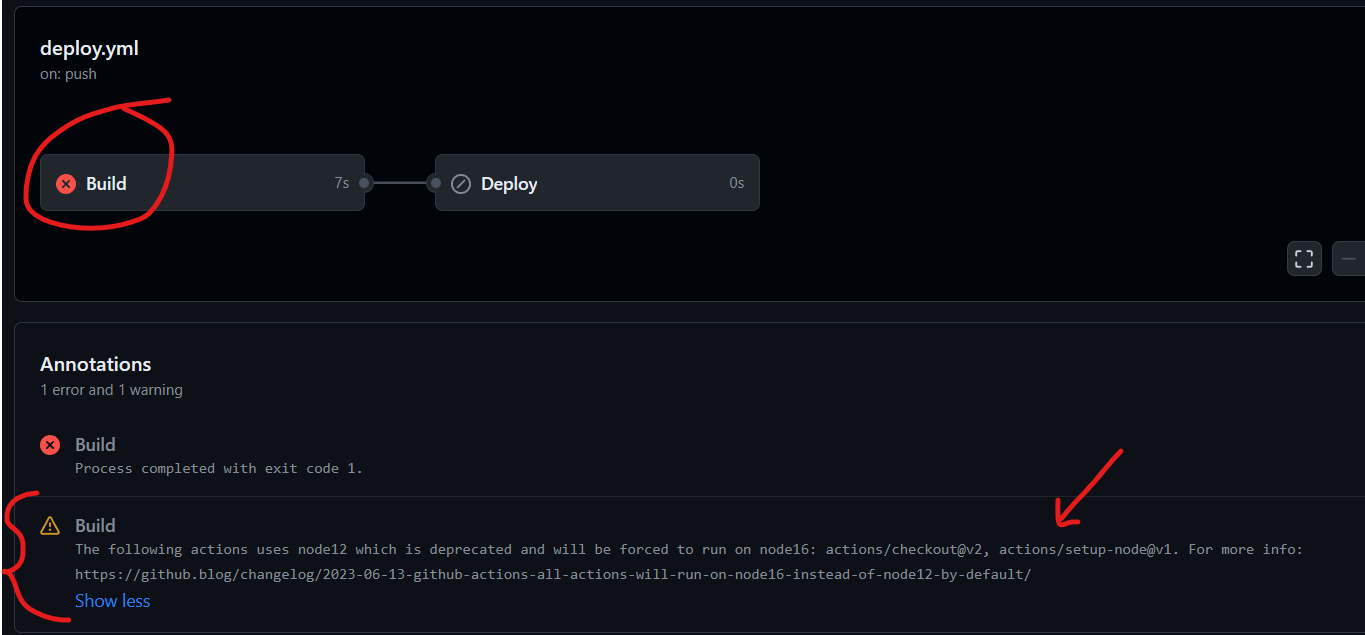 deploy.yml
on: push
Build
7s
Deploy
0s
Annotations
1 error and 1 warning
Build
Process completed with exit code 1.
Build
The following actions uses node12 which is deprecated and will be forced to run on node16: actions/checkout@v2, actions/setup-node@v1. For more info:
https://github.blog/changelog/2023-06-13-github-actions-all-actions-will-run-on-node16-instead-of-node12-by-default/
Show less